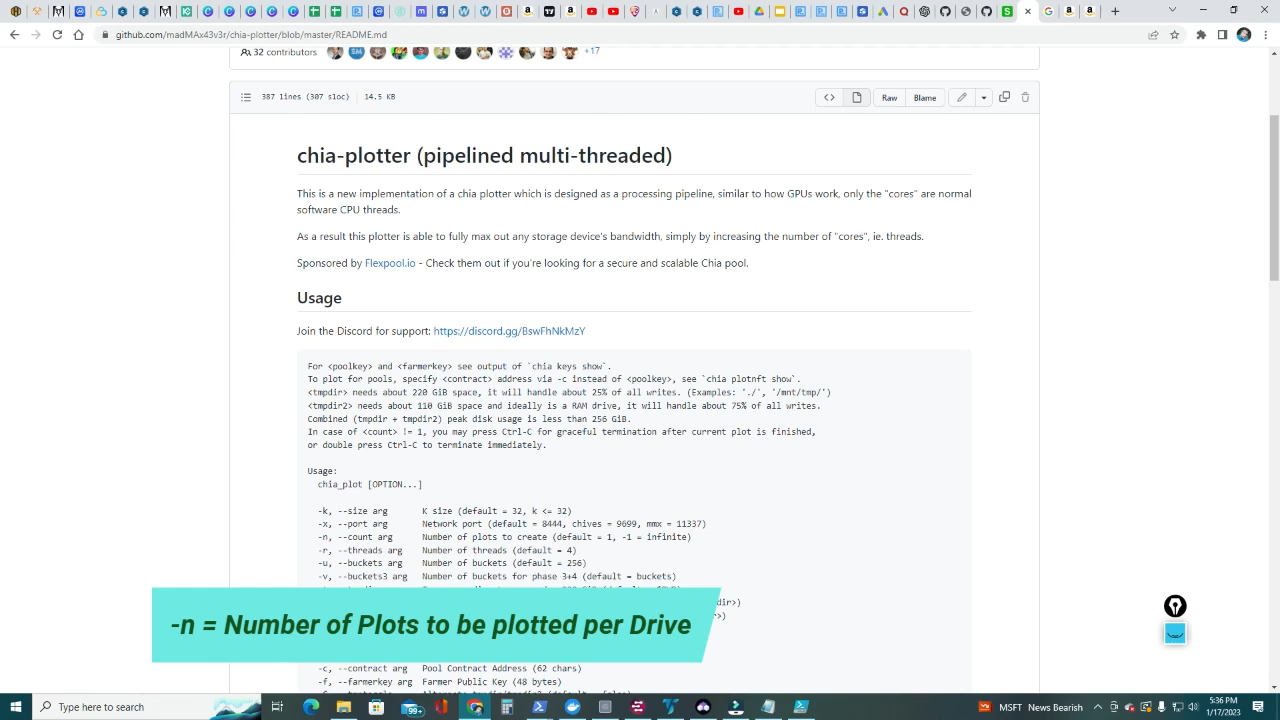 github.com/madMAx43v3r/chia-plotter/blob/master/README.md
32 contributors
+17
387 lines (307 sloc) 14.5 KB
Raw Blame
chia-plotter (pipelined multi-threaded)
This is a new implementation of a chia plotter which is designed as a processing pipeline, similar to how GPUs work, only the "cores" are normal
software CPU threads.
As a result this plotter is able to fully max out any storage device's bandwidth, simply by increasing the number of "cores", ie. threads.
Sponsored by Flexpool.io - Check them out if you're looking for a secure and scalable Chia pool.
Usage
Join the Discord for support: https://discord.gg/BswFhNkMzY
For <poolkey> and <farmerkey> see output of `chia keys show`.
To plot for pools, specify <contract> address via -c instead of <poolkey>, see `chia plotnft show`.
<tmpdir> needs about 220 GiB space, it will handle about 25% of all writes. (Examples: './', '/mnt/tmp/')
<tmpdir2> needs about 110 GiB space and ideally is a RAM drive, it will handle about 75% of all writes.
Combined (tmpdir + tmpdir2) peak disk usage is less than 256 GiB.
In case of <count> != 1, you may press Ctrl-C for graceful termination after current plot is finished,
or double press Ctrl-C to terminate immediately.
Usage:
chia_plot [OPTION...]
-k, --size arg K size (default = 32, k <= 32)
-x, --port arg Network port (default = 8444, chives = 9699, mmx = 11337)
-n, --count arg Number of plots to create (default = 1, -1 = infinite)
-r, --threads arg Number of threads (default = 4)
-u, --buckets arg Number of buckets (default = 256)
-v, --buckets3 arg Number of buckets for phase 3+4 (default = buckets)
dir>)
r>)
-n = Number of Plots to be plotted per Drive
-c, --contract arg Pool Contract Address (62 chars)
-f, --farmerkey arg Farmer Public Key (48 bytes)
Type here to search
99+
MSFT News Bearish
5:36 PM
1/17/2023